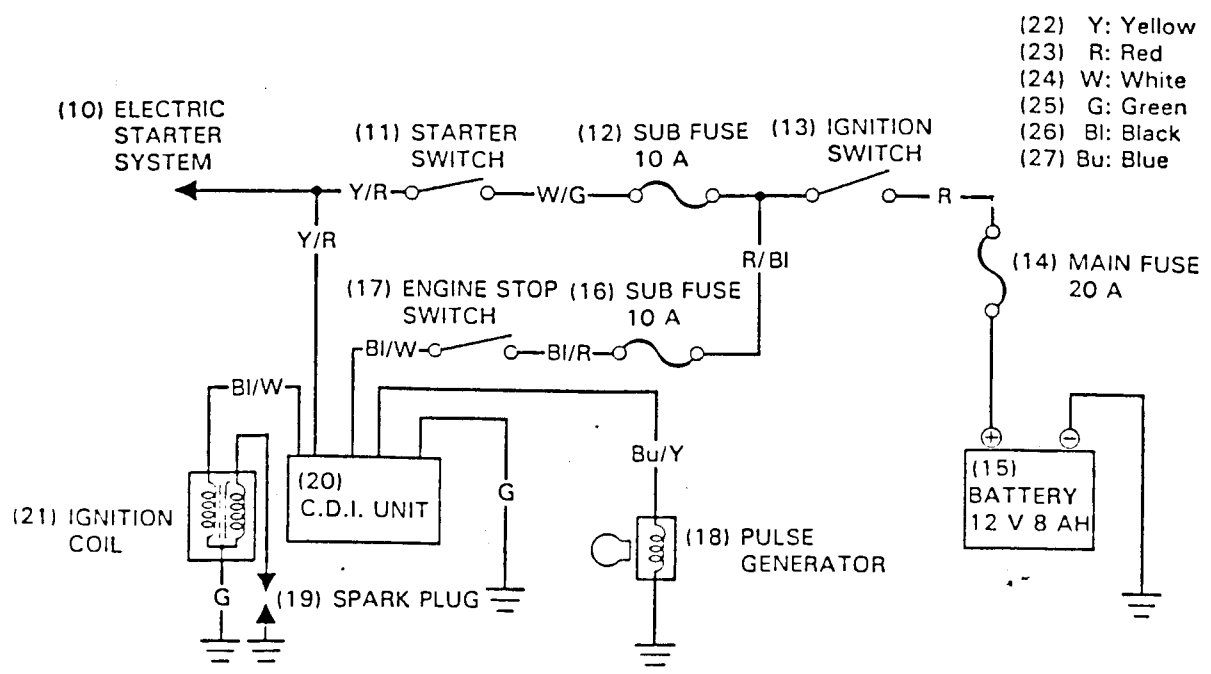 (22) Y: Yellow
(23) R: Red
(24) W: White
(25) G: Green
(26) Bl: Black
(27) Bu: Blue
(10) ELECTRIC
STARTER
SYSTEM
(11) STARTER
SWITCH
(12) SUB FUSE
10 A
(13) IGNITION
SWITCH
Y/R
W/G
R
Y/R
R/Bl
(14) MAIN FUSE
20 A
(17) ENGINE STOP
SWITCH
(16) SUB FUSE
10 A
Bl/W
Bl/R
Bl/W
Bu/Y
(15)
BATTERY
12 V 8 AH
(20)
C.D.I. UNIT
G
(21) IGNITION
COIL
(18) PULSE
GENERATOR
G
(19) SPARK PLUG